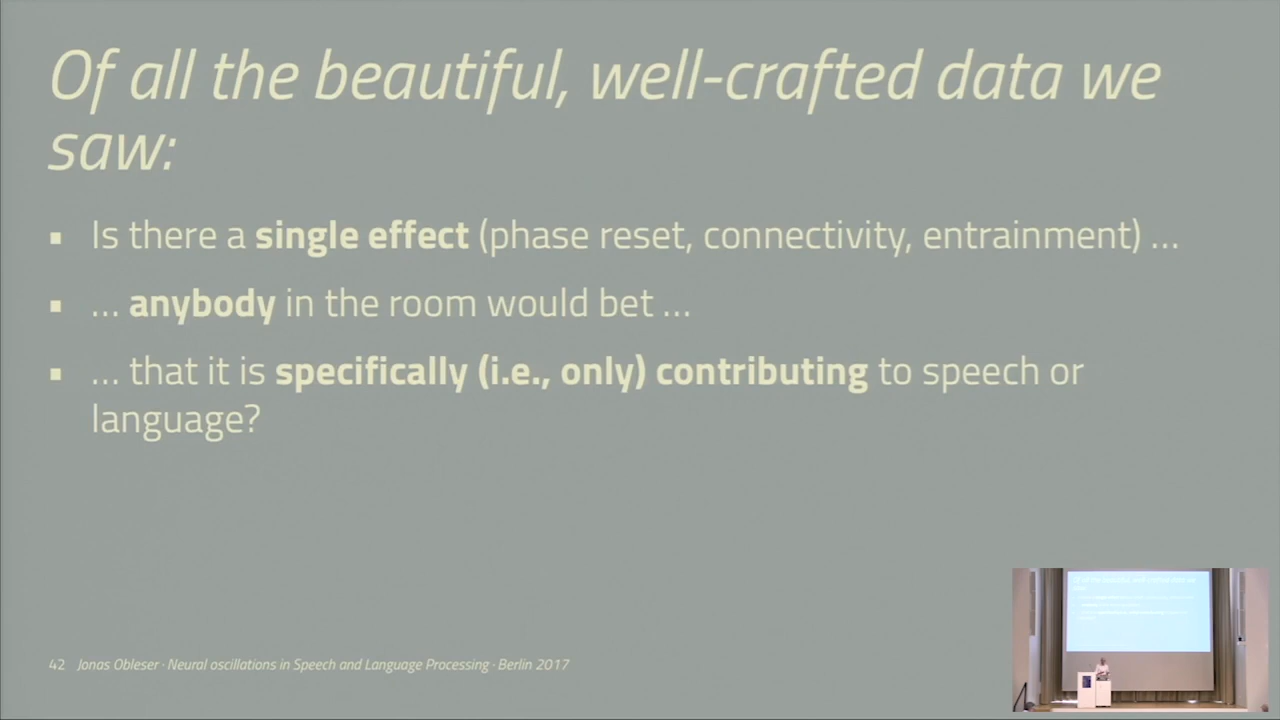 Of all the beautiful, well-crafted data we
saw:
▪ Is there a single effect (phase reset, connectivity, entrainment) ...
▪ ... anybody in the room would bet ...
▪ ... that it is specifically (i.e., only) contributing to speech or
language?
42 Jonas Obleser · Neural oscillations in Speech and Language Processing · Berlin 2017